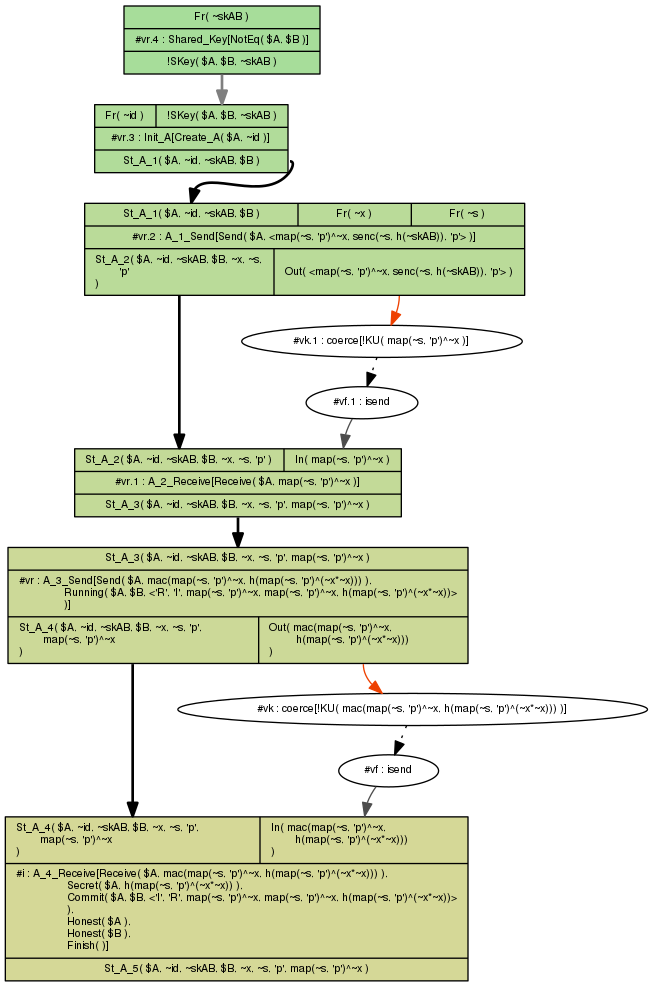 Fr( ~skAB )
#vr.4 : Shared_Key[NotEq( $A. $B )]
!SKey( $A. $B. ~skAB )
Fr( ~id )
!SKey( $A. $B. ~skAB )
#vr.3 : Init_A[Create_A( $A. ~id )]
St_A_1( $A. ~id. ~skAB. $B )
St_A_1( $A. ~id. ~skAB. $B )
Fr( ~x )
Fr( ~s )
#vr.2 : A_1_Send[Send( $A. <map(~s. 'p')^~x. senc(~s. h(~skAB)). 'p'> )]
St_A_2( $A. ~id. ~skAB. $B. ~x. ~s.
'p'
)
Out( <map(~s. 'p')^~x. senc(~s. h(~skAB)). 'p'> )
#vk.1 : coerce[!KU( map(~s. 'p')^~x )]
#vf.1 : isend
St_A_2( $A. ~id. ~skAB. $B. ~x. ~s. 'p' )
In( map(~s. 'p')^~x )
#vr.1 : A_2_Receive[Receive( $A. map(~s. 'p')^~x )]
St_A_3( $A. ~id. ~skAB. $B. ~x. ~s. 'p'. map(~s. 'p')^~x )
St_A_3( $A. ~id. ~skAB. $B. ~x. ~s. 'p'. map(~s. 'p')^~x )
#vr : A_3_Send[Send( $A. mac(map(~s. 'p')^~x. h(map(~s. 'p')^(~x*~x))) ).
Running( $A. $B. <'R'. 'I'. map(~s. 'p')^~x. map(~s. 'p')^~x. h(map(~s. 'p')^(~x*~x))>
)]
St_A_4( $A. ~id. ~skAB. $B. ~x. ~s. 'p'.
map(~s. 'p')^~x
)
Out( mac(map(~s. 'p')^~x.
h(map(~s. 'p')^(~x*~x)))
)
#vk : coerce[!KU( mac(map(~s. 'p')^~x. h(map(~s. 'p')^(~x*~x))) )]
#vf : isend
St_A_4( $A. ~id. ~skAB. $B. ~x. ~s. 'p'.
map(~s. 'p')^~x
)
In( mac(map(~s. 'p')^~x.
h(map(~s. 'p')^(~x*~x)))
)
#i : A_4_Receive[Receive( $A. mac(map(~s. 'p')^~x. h(map(~s. 'p')^(~x*~x))) ).
Secret( $A. h(map(~s. 'p')^(~x*~x)) ).
Commit( $A. $B. <'I'. 'R'. map(~s. 'p')^~x. map(~s. 'p')^~x. h(map(~s. 'p')^(~x*~x))>
).
Honest( $A ).
Honest( $B ).
Finish( )]
St_A_5( $A. ~id. ~skAB. $B. ~x. ~s. 'p'. map(~s. 'p')^~x )